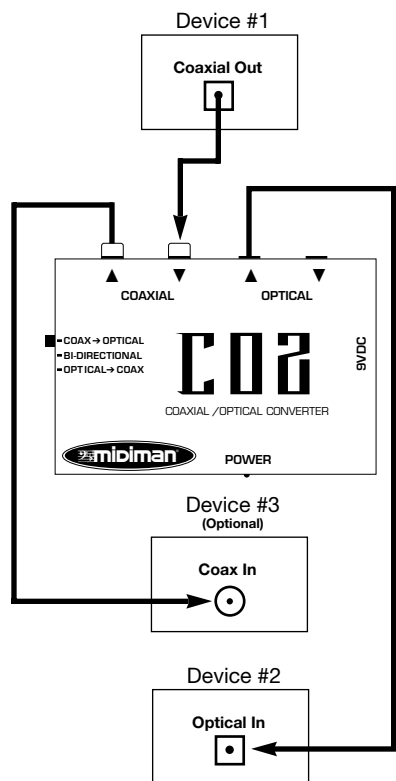 Device #1
Coaxial Out
COAXIAL
OPTICAL
COAX→OPTICAL
BI-DIRECTIONAL
OPTICAL→COAX
CO2
9VDC
COAXIAL /OPTICAL CONVERTER
midiman
POWER
Device #3
(Optional)
Coax In
Device #2
Optical In